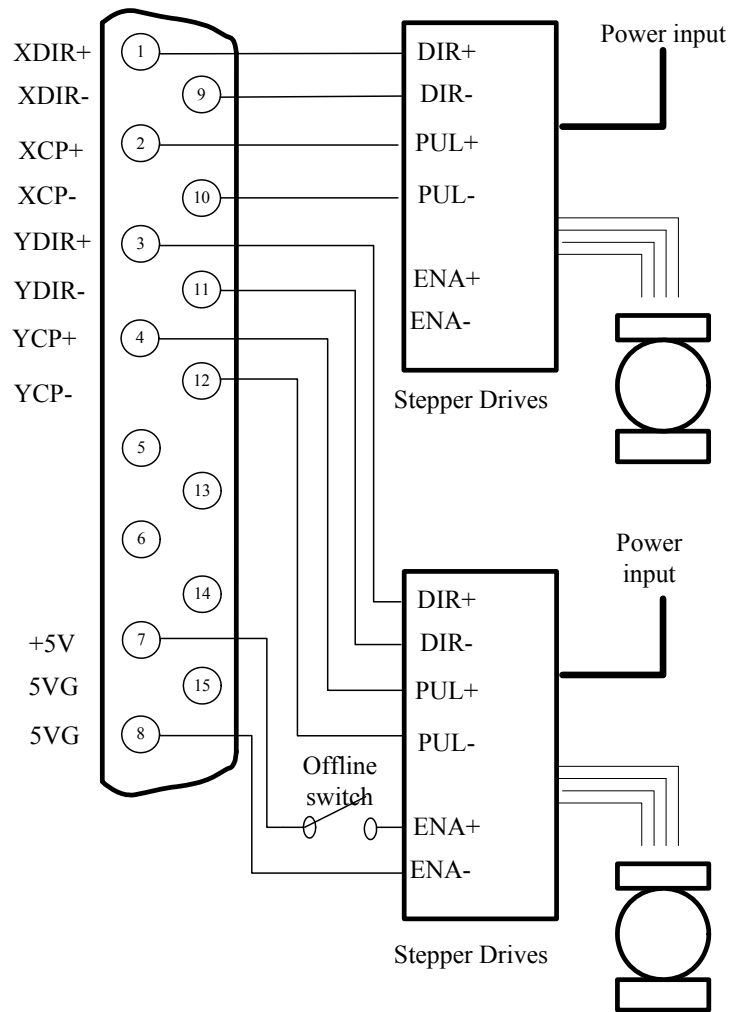 XDIR+
XDIR-
XCP+
XCP-
YDIR+
YDIR-
YCP+
YCP-
+5V
5VG
5VG
1
9
2
10
3
11
4
12
5
13
6
14
7
15
8
DIR+
DIR-
PUL+
PUL-
ENA+
ENA-
Stepper Drives
Power input
DIR+
DIR-
PUL+
PUL-
Offline
switch
ENA+
ENA-
Stepper Drives
Power
input